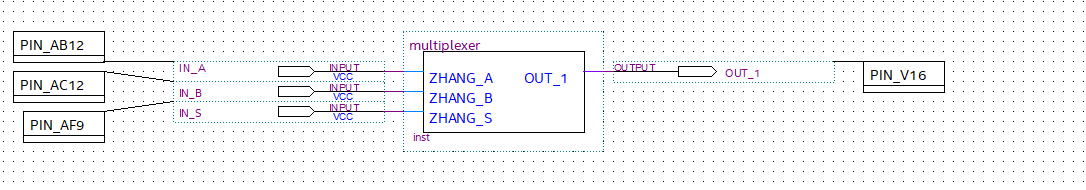 PIN_AB12
PIN_AC12
PIN_AF9
IN_A
IN_B
IN_S
INPUT
VCC
INPUT
VCC
INPUT
VCC
multiplexer
ZHANG_A OUT_1
ZHANG_B
ZHANG_S
inst
OUTPUT
OUT_1
PIN_V16